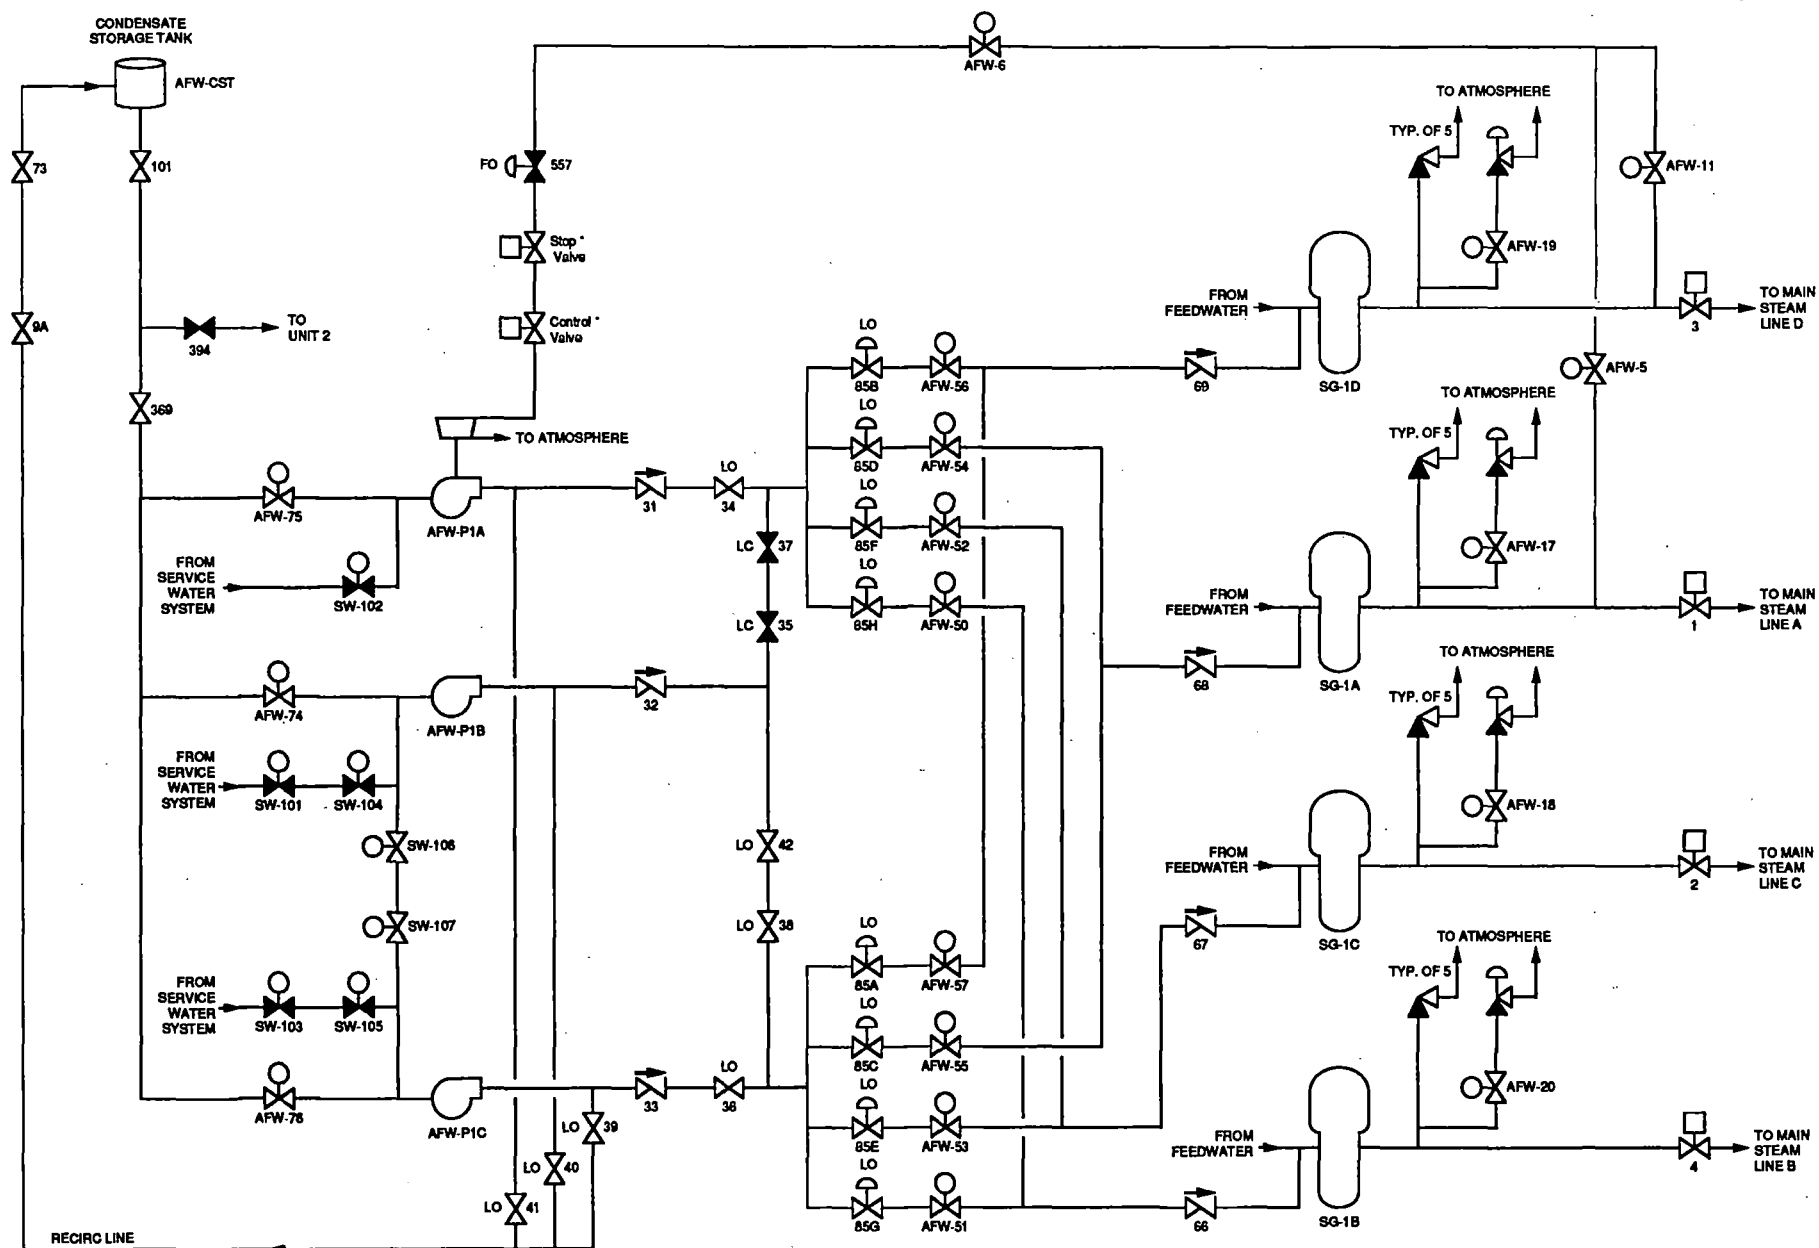 CONDENSATE
STORAGE TANK
AFW-CST
73
101
9A
394
TO
UNIT 2
369
AFW-6
FO
557
Stop *
Valve
Control *
Valve
TO ATMOSPHERE
AFW-75
AFW-P1A
FROM
SERVICE
WATER
SYSTEM
SW-102
AFW-74
AFW-P1B
FROM
SERVICE
WATER
SYSTEM
SW-101
SW-104
SW-106
SW-107
FROM
SERVICE
WATER
SYSTEM
SW-103
SW-105
AFW-76
AFW-P1C
31
LO
34
LC
37
LC
35
32
LO
42
LO
38
33
LO
36
LO
39
LO
40
LO
41
RECIRC LINE
LO
85B
AFW-56
LO
85D
AFW-54
LO
85F
AFW-52
LO
85H
AFW-50
LO
85A
AFW-57
LO
85C
AFW-55
LO
85E
AFW-53
LO
85G
AFW-51
TO ATMOSPHERE
TYP. OF 5
AFW-11
AFW-19
FROM
FEEDWATER
69
SG-1D
3
TO MAIN
STEAM
LINE D
AFW-5
TO ATMOSPHERE
TYP. OF 5
AFW-17
FROM
FEEDWATER
68
SG-1A
1
TO MAIN
STEAM
LINE A
TO ATMOSPHERE
TYP. OF 5
AFW-18
FROM
FEEDWATER
67
SG-1C
2
TO MAIN
STEAM
LINE C
TO ATMOSPHERE
TYP. OF 5
AFW-20
FROM
FEEDWATER
66
SG-1B
4
TO MAIN
STEAM
LINE B